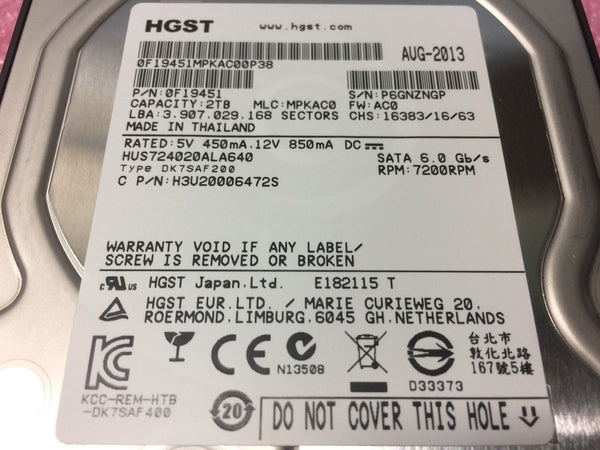 HGST www.hgst.com
0F19451MPKAC00P38 AUG-2013
P/N:0F19451 S/N:P6GNZNGP
CAPACITY:2TB MLC:MPKAC0 FW:AC0
LBA:3.907.029.168 SECTORS CHS:16383/16/63
MADE IN THAILAND
RATED:5V 450mA.12V 850mA DC
HUS724020ALA640 SATA 6.0 Gb/s
Type DK7SAF200 RPM:7200RPM
C P/N:H3U20006472S
WARRANTY VOID IF ANY LABEL/
SCREW IS REMOVED OR BROKEN
c RU us HGST Japan.Ltd. E182115 T
HGST EUR.LTD. / MARIE CURIEWEG 20.
ROERMOND.LIMBURG.6045 GH.NETHERLANDS
台北市
敦化北路
167號5樓
N13508
D33373
KCC-REM-HTB
-DK7SAF400
20
DO NOT COVER THIS HOLE